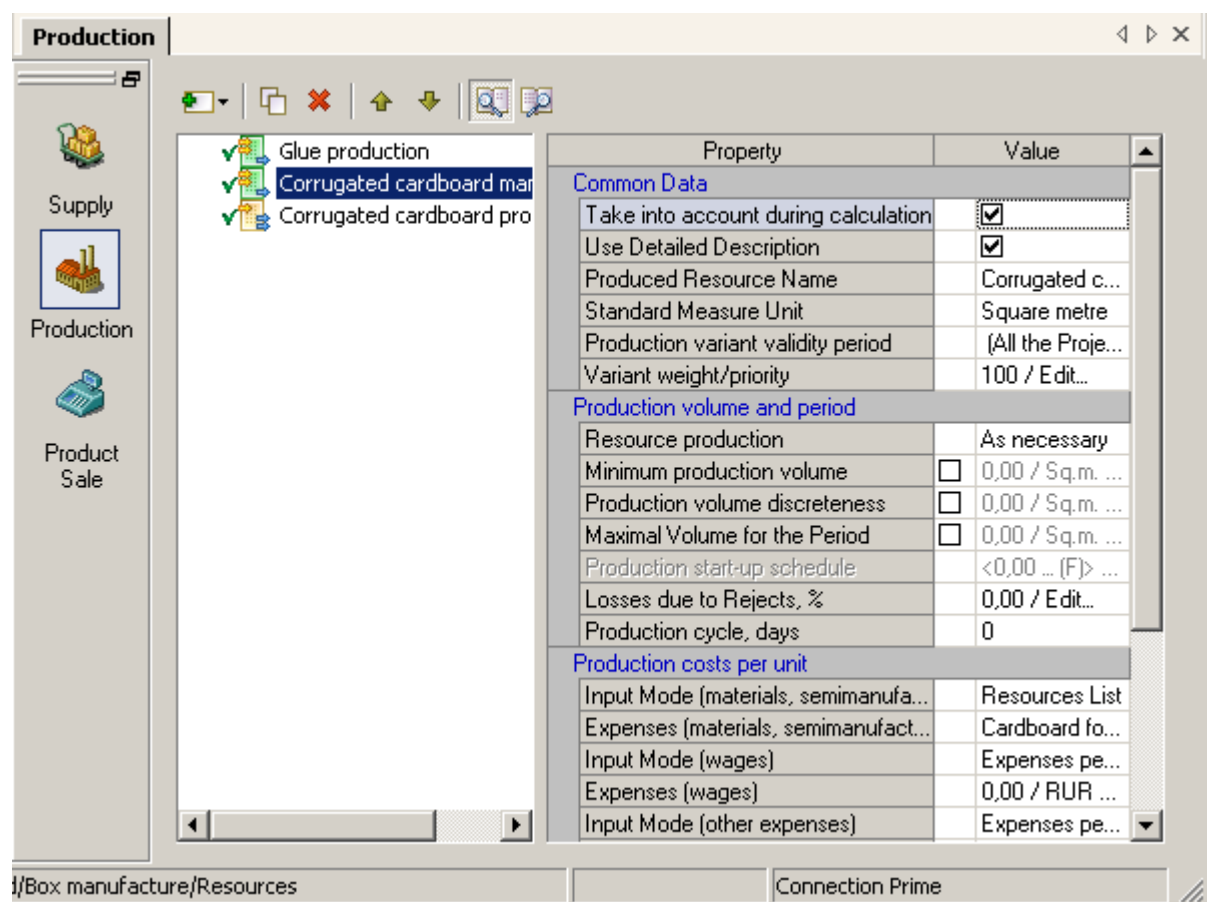 Production
Supply
Production
Product
Sale
Glue production
Corrugated cardboard mar
Corrugated cardboard pro
Property Value
Common Data
Take into account during calculation
Use Detailed Description
Produced Resource Name Corrugated c...
Standard Measure Unit Square metre
Production variant validity period (All the Proje...
Variant weight/priority 100 / Edit...
Production volume and period
Resource production As necessary
Minimum production volume 0,00 / Sq.m. ...
Production volume discreteness 0,00 / Sq.m. ...
Maximal Volume for the Period 0,00 / Sq.m. ...
Production start-up schedule <0,00 ... (F)> ...
Losses due to Rejects, % 0,00 / Edit...
Production cycle, days 0
Production costs per unit
Input Mode (materials, semimanufa... Resources List
Expenses (materials, semimanufact... Cardboard fo...
Input Mode (wages) Expenses pe...
Expenses (wages) 0,00 / RUR ...
Input Mode (other expenses) Expenses pe...
d/Box manufacture/Resources Connection Prime